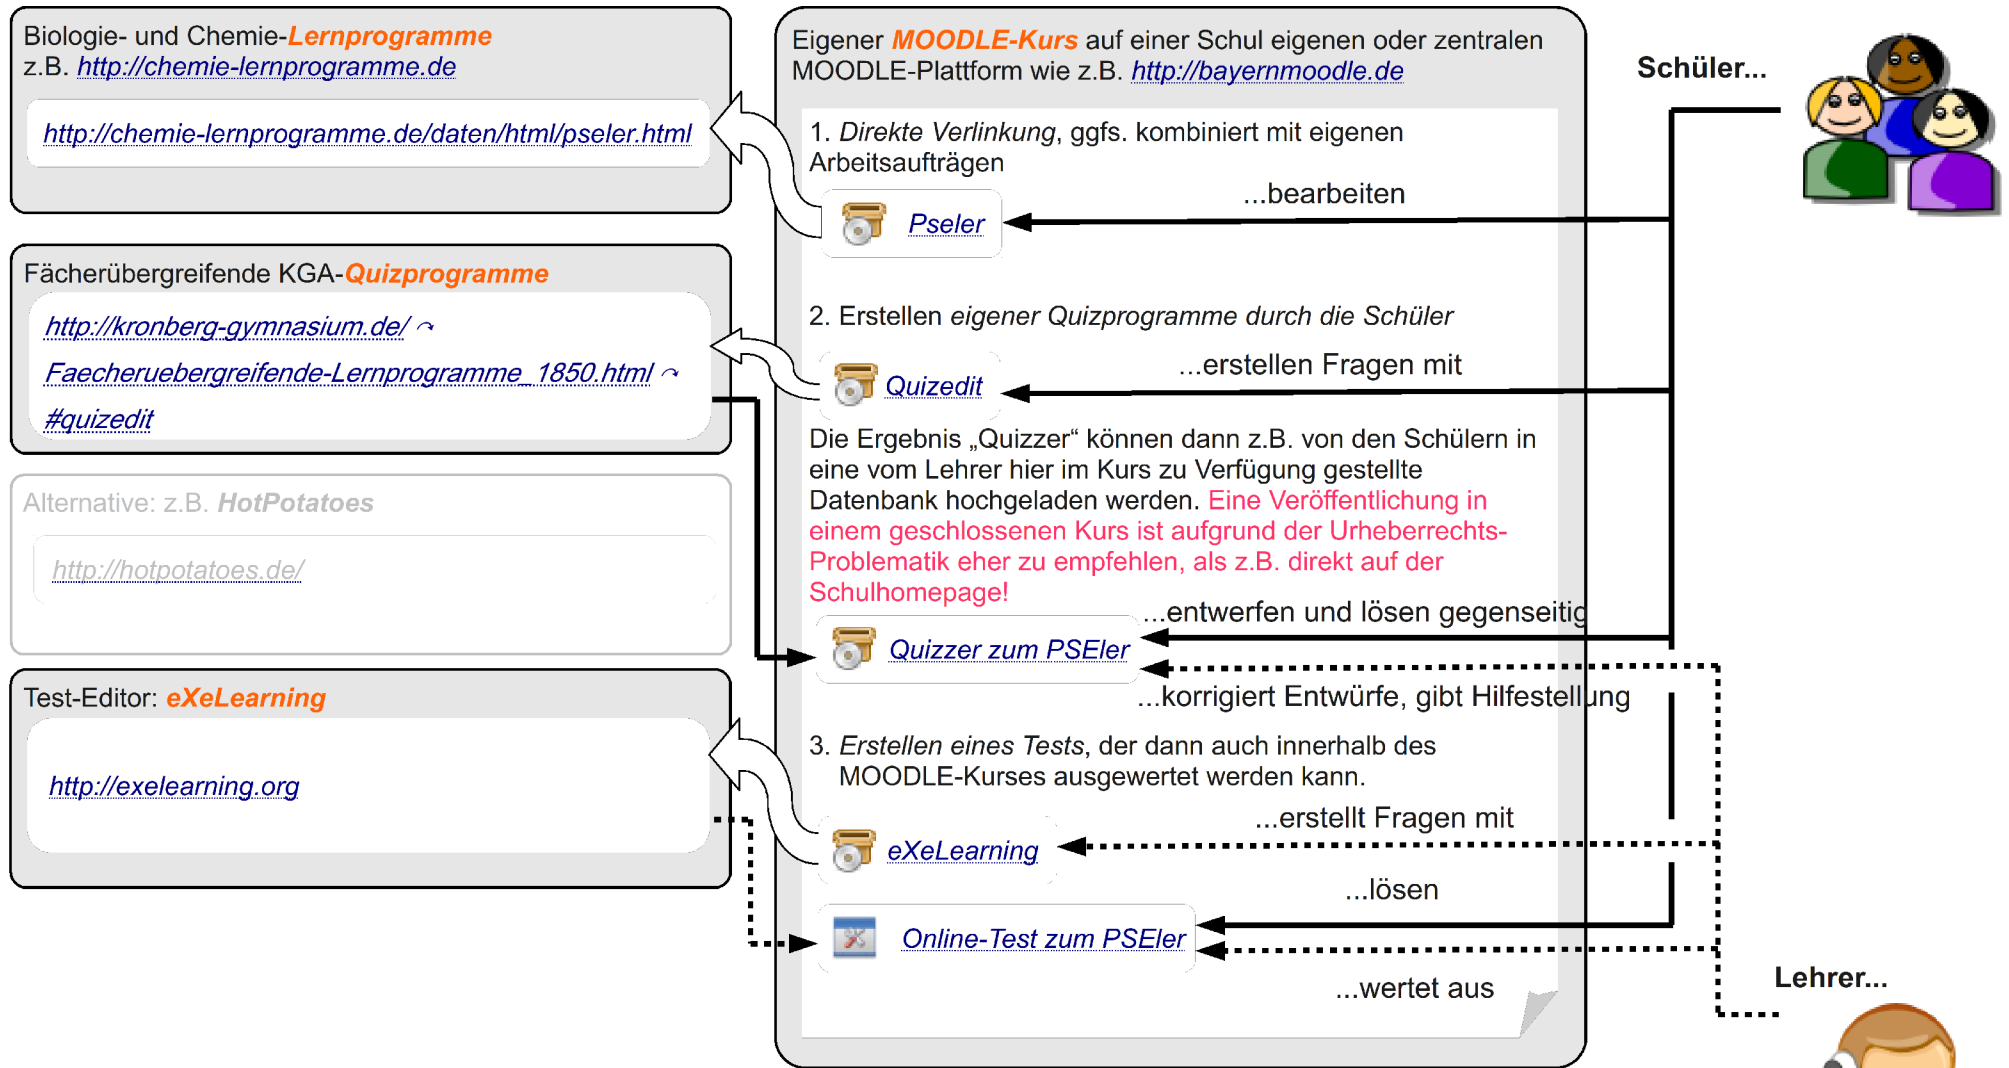 Biologie- und Chemie-Lernprogramme
z.B. http://chemie-lernprogramme.de
http://chemie-lernprogramme.de/daten/html/pseler.html
Fächerübergreifende KGA-Quizprogramme
http://kronberg-gymnasium.de/ ↷
Faecheruebergreifende-Lernprogramme_1850.html ↷
#quizedit
Alternative: z.B. HotPotatoes
http://hotpotatoes.de/
Test-Editor: eXeLearning
http://exelearning.org
Eigener MOODLE-Kurs auf einer Schul eigenen oder zentralen
MOODLE-Plattform wie z.B. http://bayernmoodle.de
1. Direkte Verlinkung, ggfs. kombiniert mit eigenen
Arbeitsaufträgen
...bearbeiten
Pseler
2. Erstellen eigener Quizprogramme durch die Schüler
...erstellen Fragen mit
Quizedit
Die Ergebnis „Quizzer“ können dann z.B. von den Schülern in
eine vom Lehrer hier im Kurs zu Verfügung gestellte
Datenbank hochgeladen werden. Eine Veröffentlichung in
einem geschlossenen Kurs ist aufgrund der Urheberrechts-
Problematik eher zu empfehlen, als z.B. direkt auf der
Schulhomepage!
...entwerfen und lösen gegenseitig
Quizzer zum PSEler
...korrigiert Entwürfe, gibt Hilfestellung
3. Erstellen eines Tests, der dann auch innerhalb des
MOODLE-Kurses ausgewertet werden kann.
...erstellt Fragen mit
eXeLearning
...lösen
Online-Test zum PSEler
...wertet aus
Schüler...
Lehrer...